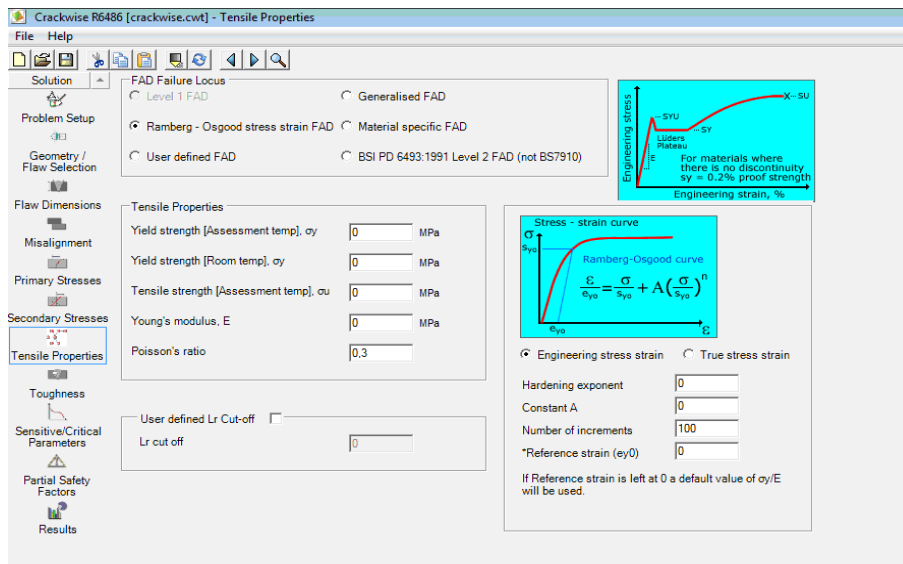 Crackwise R6486 [crackwise.cwt] - Tensile Properties
File Help
Solution
Problem Setup
Geometry /
Flaw Selection
Flaw Dimensions
Misalignment
Primary Stresses
Secondary Stresses
Tensile Properties
Toughness
Sensitive/Critical
Parameters
Partial Safety
Factors
Results
FAD Failure Locus
Level 1 FAD
Generalised FAD
Ramberg - Osgood stress strain FAD
Material specific FAD
User defined FAD
BSI PD 6493:1991 Level 2 FAD (not BS7910)
Engineering stress
X-- SU
-- SYU
-- SY
Lüders
Plateau
E
For materials where
there is no discontinuity
sy = 0.2% proof strength
Engineering strain, %
Tensile Properties
Yield strength [Assessment temp], σy 0 MPa
Yield strength [Room temp], σy 0 MPa
Tensile strength [Assessment temp], σu 0 MPa
Young's modulus, E 0 MPa
Poisson's ratio 0,3
User defined Lr Cut-off
Lr cut off 0
Stress - strain curve
σ
syo
Ramberg-Osgood curve
ε/eyo = σ/syo + A(σ/syo)^n
eyo
ε
Engineering stress strain
True stress strain
Hardening exponent 0
Constant A 0
Number of increments 100
*Reference strain (ey0) 0
If Reference strain is left at 0 a default value of σy/E
will be used.